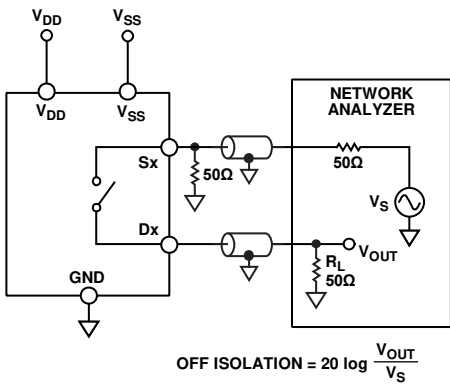 VDD
VSS
VDD
VSS
NETWORK
ANALYZER
Sx
50Ω
50Ω
VS
Dx
VOUT
RL
50Ω
GND
OFF ISOLATION = 20 log VOUT
VS